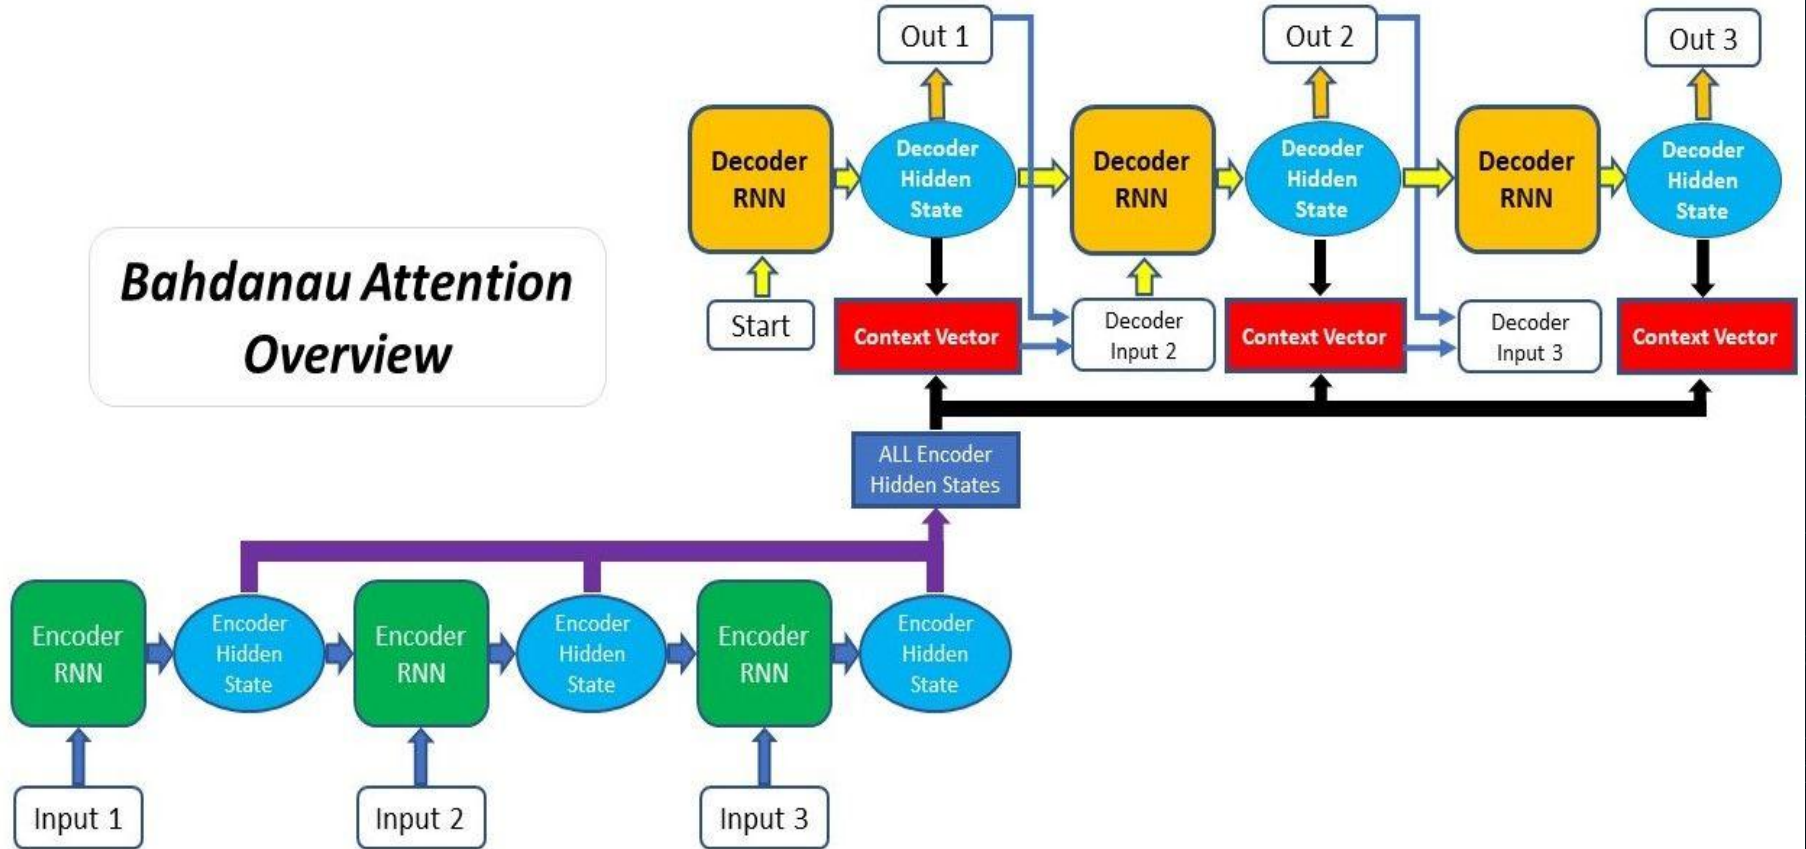 Out 1
Out 2
Out 3
Decoder
RNN
Decoder
Hidden
State
Decoder
RNN
Decoder
Hidden
State
Decoder
RNN
Decoder
Hidden
State
Bahdanau Attention
Overview
Start
Context Vector
Decoder
Input 2
Context Vector
Decoder
Input 3
Context Vector
ALL Encoder
Hidden States
Encoder
RNN
Encoder
Hidden
State
Encoder
RNN
Encoder
Hidden
State
Encoder
RNN
Encoder
Hidden
State
Input 1
Input 2
Input 3